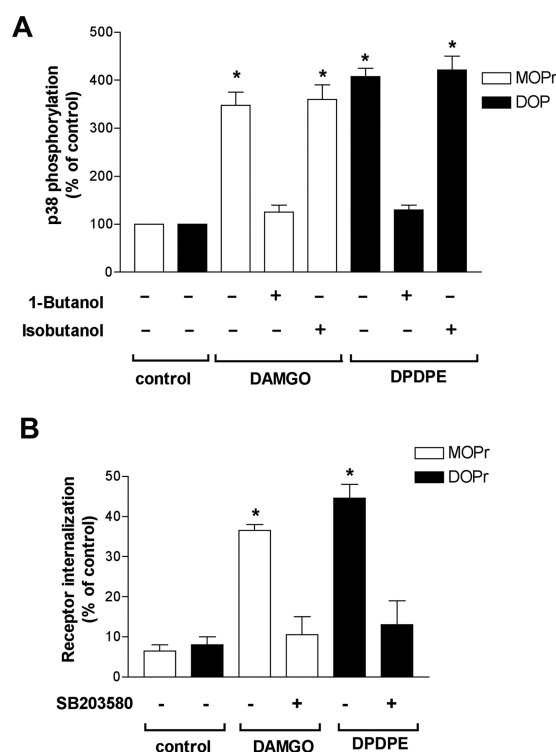 A
500
400
300
200
100
0
p38 phosphorylation
(% of control)
* * * *
MOPr
DOP
1-Butanol – – – + – – + –
Isobutanol – – – – + – – +
control DAMGO DPDPE
B
50
40
30
20
10
0
Receptor internalization
(% of control)
* *
MOPr
DOPr
SB203580 - - - + - +
control DAMGO DPDPE